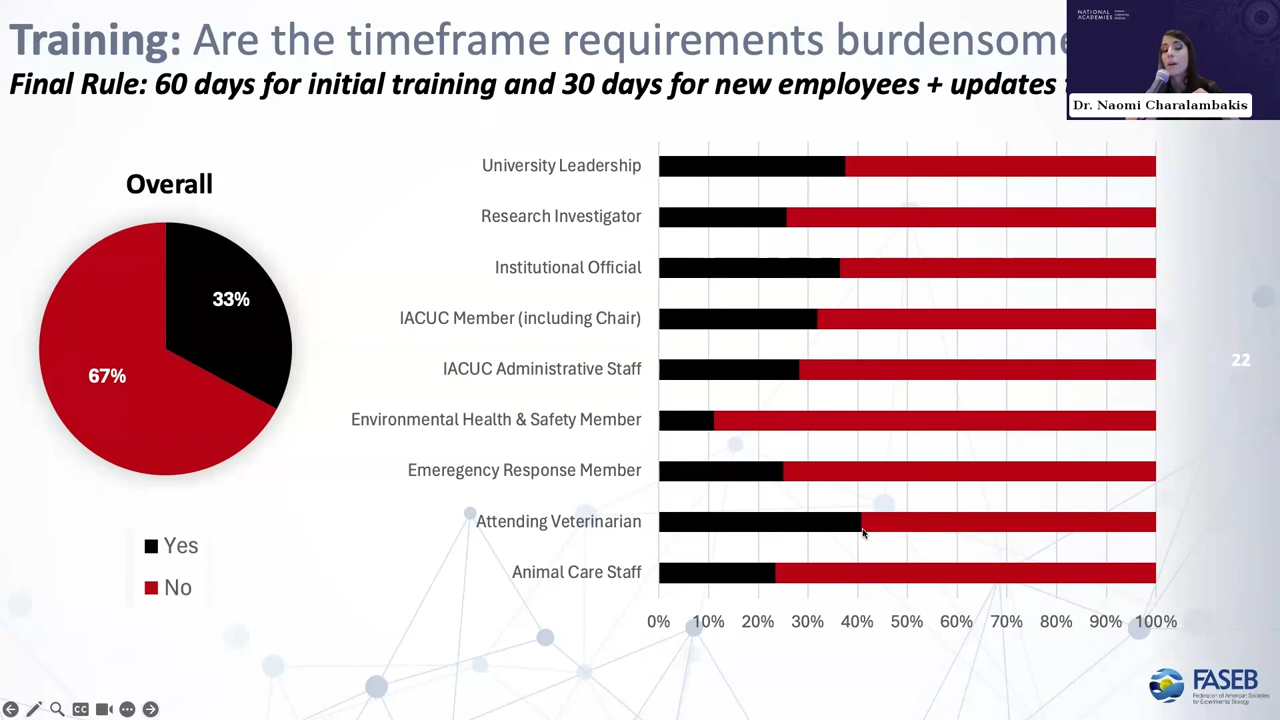 Training: Are the timeframe requirements burdensome
Final Rule: 60 days for initial training and 30 days for new employees + updates
NATIONAL
ACADEMIES
Dr. Naomi Charalambakis
Overall
33%
67%
Yes
No
University Leadership
Research Investigator
Institutional Official
IACUC Member (including Chair)
IACUC Administrative Staff
Environmental Health & Safety Member
Emeregency Response Member
Attending Veterinarian
Animal Care Staff
0% 10% 20% 30% 40% 50% 60% 70% 80% 90% 100%
22
CC
FASEB
Federation of American Societies
for Experimental Biology